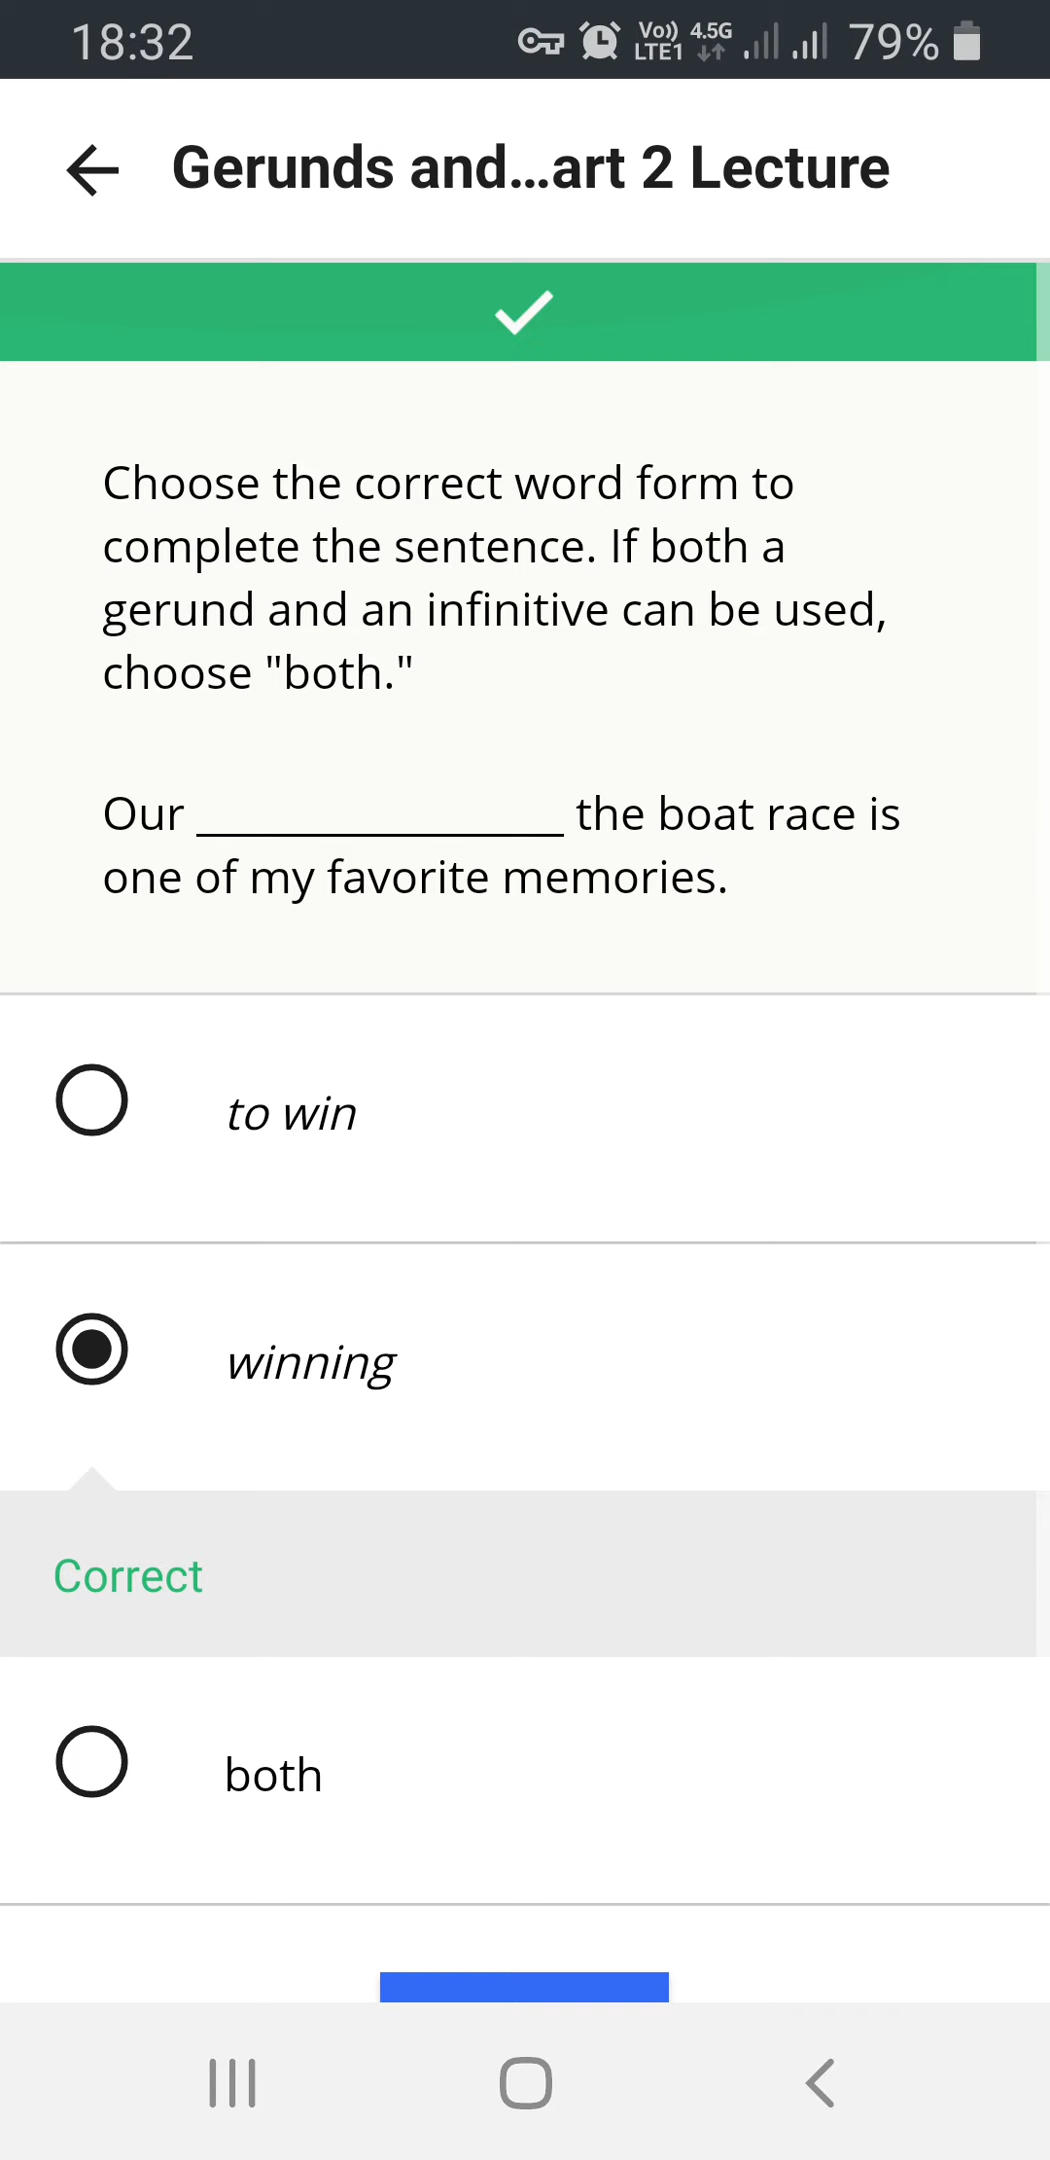 18:32 Vo)) LTE1 4.5G 79%
Gerunds and...art 2 Lecture
Choose the correct word form to
complete the sentence. If both a
gerund and an infinitive can be used,
choose "both."
Our ________________ the boat race is
one of my favorite memories.
to win
winning
Correct
both